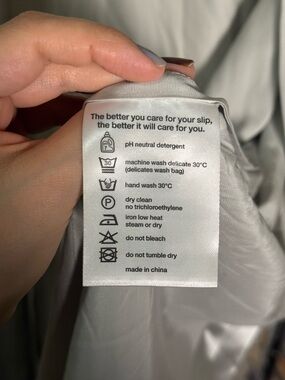 The better you care for your slip,
the better it will care for you.
pH neutral detergent
30
machine wash delicate 30°C
(delicates wash bag)
hand wash 30°C
P
dry clean
no trichloroethylene
iron low heat
steam or dry
do not bleach
do not tumble dry
made in china